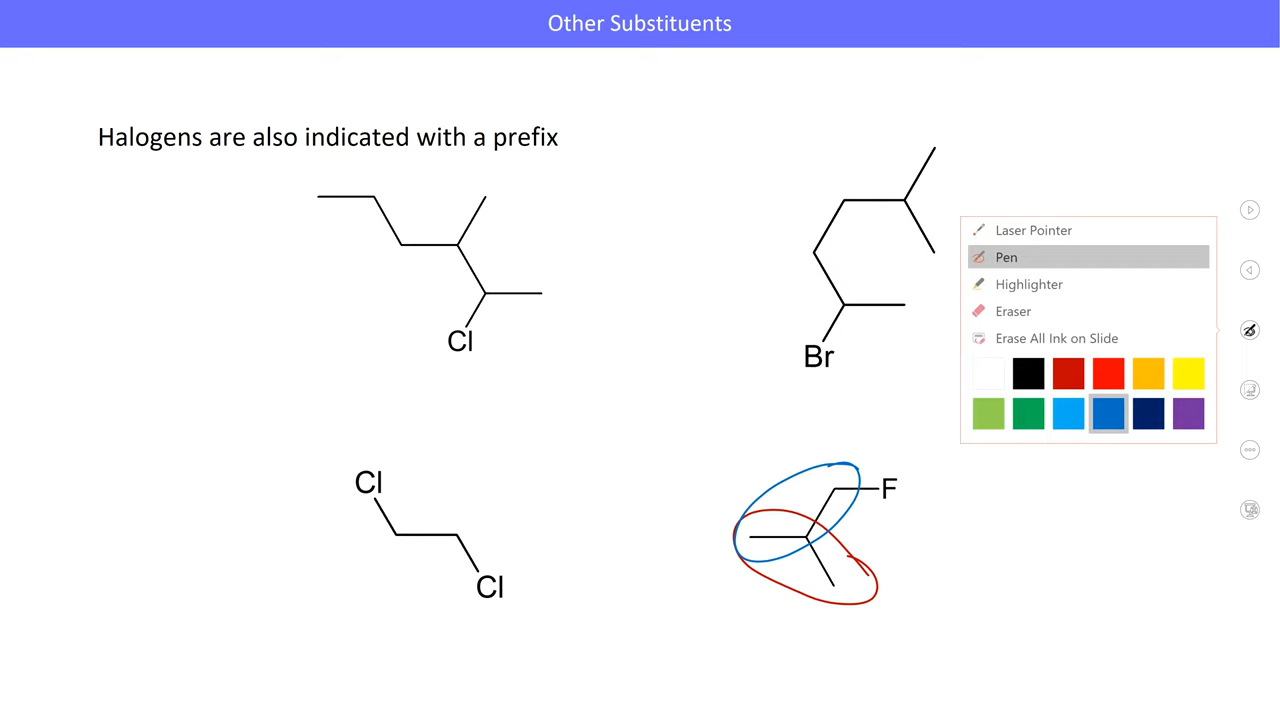 Other Substituents
Halogens are also indicated with a prefix
Cl
Br
Laser Pointer
Pen
Highlighter
Eraser
Erase All Ink on Slide
Cl
Cl
F